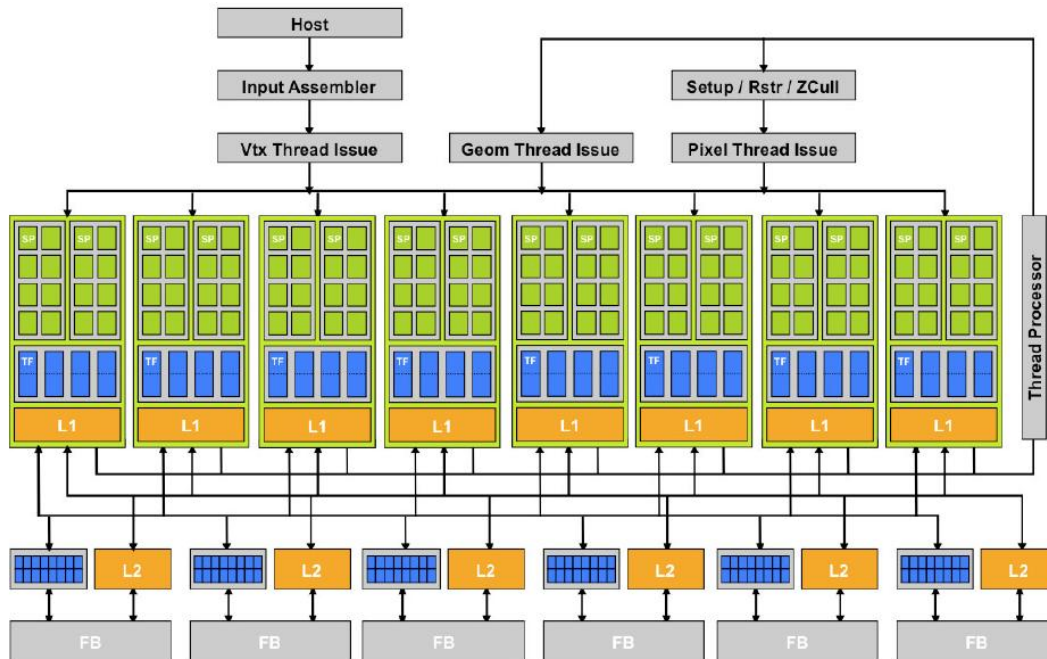 Host
Input Assembler
Setup / Rstr / ZCull
Vtx Thread Issue
Geom Thread Issue
Pixel Thread Issue
SP SP SP SP SP SP SP SP SP SP SP SP SP SP SP SP
Thread Processor
TF TF TF TF TF TF TF TF
L1 L1 L1 L1 L1 L1 L1 L1
L2 L2 L2 L2 L2 L2
FB FB FB FB FB FB